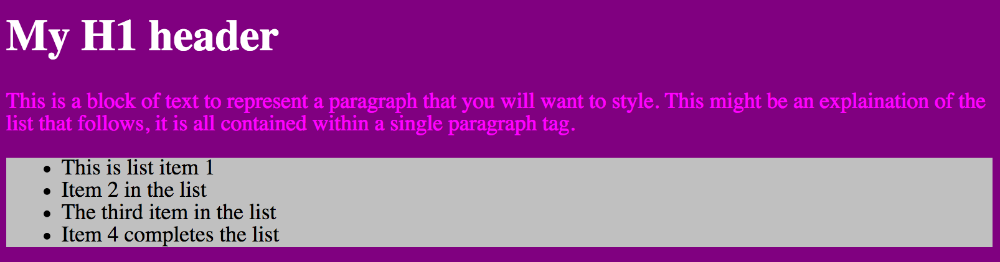 My H1 header
This is a block of text to represent a paragraph that you will want to style. This might be an explaination of the
list that follows, it is all contained within a single paragraph tag.
• This is list item 1
• Item 2 in the list
• The third item in the list
• Item 4 completes the list